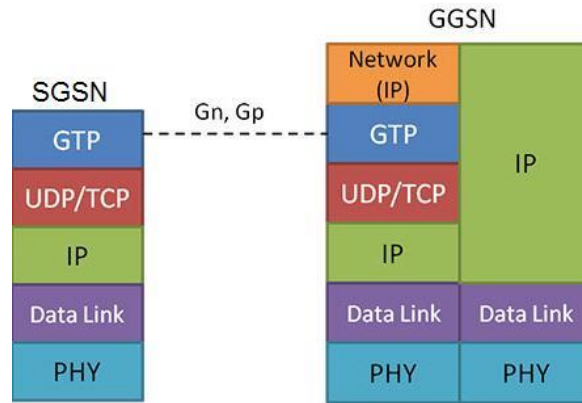 GGSN
SGSN
Gn, Gp
Network
(IP)
GTP
GTP
IP
UDP/TCP
UDP/TCP
IP
IP
Data Link
Data Link
Data Link
PHY
PHY
PHY